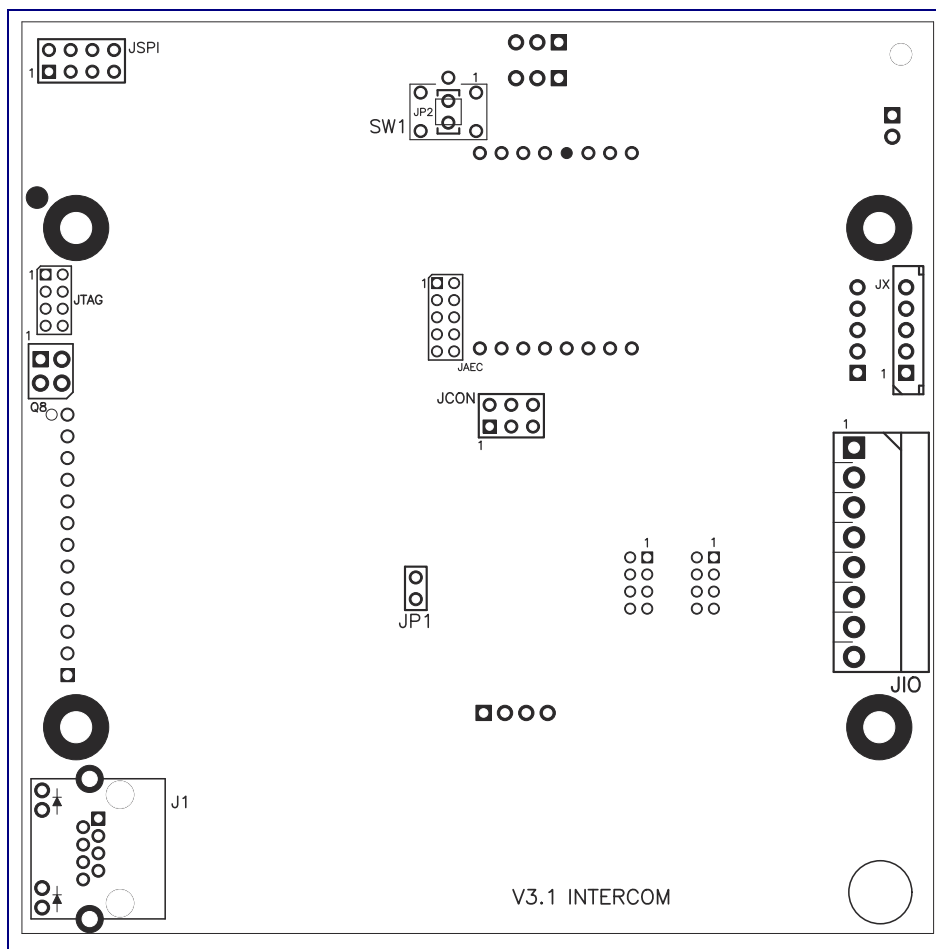 JSPI
1
1
JP2
SW1
1
JTAG
1
1
JAEC
JX
1
Q8
JCON
1
1
1
1
JP1
JIO
J1
V3.1 INTERCOM